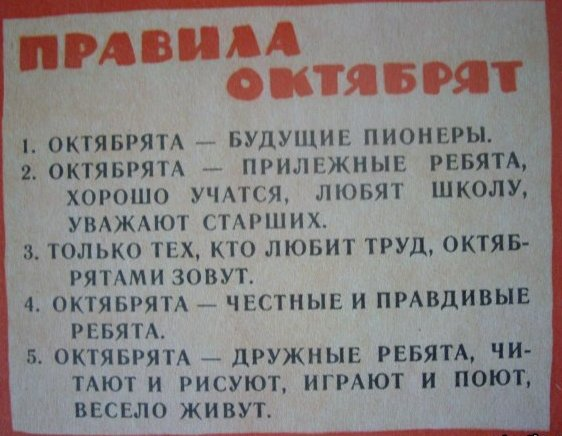 ПРАВИЛА
ОКТЯБРЯТ
1. ОКТЯБРЯТА — БУДУЩИЕ ПИОНЕРЫ.
2. ОКТЯБРЯТА — ПРИЛЕЖНЫЕ РЕБЯТА,
ХОРОШО УЧАТСЯ, ЛЮБЯТ ШКОЛУ,
УВАЖАЮТ СТАРШИХ.
3. ТОЛЬКО ТЕХ, КТО ЛЮБИТ ТРУД, ОКТЯБ-
РЯТАМИ ЗОВУТ.
4. ОКТЯБРЯТА — ЧЕСТНЫЕ И ПРАВДИВЫЕ
РЕБЯТА.
5. ОКТЯБРЯТА — ДРУЖНЫЕ РЕБЯТА, ЧИ-
ТАЮТ И РИСУЮТ, ИГРАЮТ И ПОЮТ,
ВЕСЕЛО ЖИВУТ.